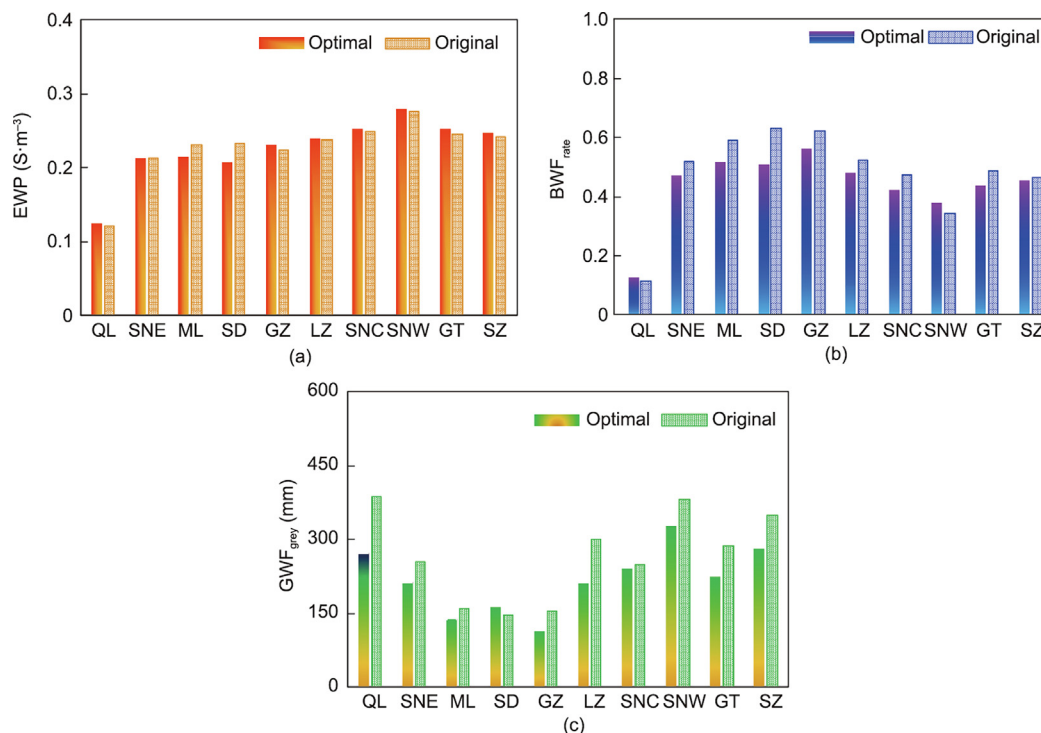 0.4
0.3
0.2
0.1
0
EWP (S·m⁻³)
Optimal Original
QL SNE ML SD GZ LZ SNC SNW GT SZ
(a)
1.0
0.8
0.6
0.4
0.2
0
BWFrate
Optimal Original
QL SNE ML SD GZ LZ SNC SNW GT SZ
(b)
600
450
300
150
0
GWFgrey (mm)
Optimal Original
QL SNE ML SD GZ LZ SNC SNW GT SZ
(c)